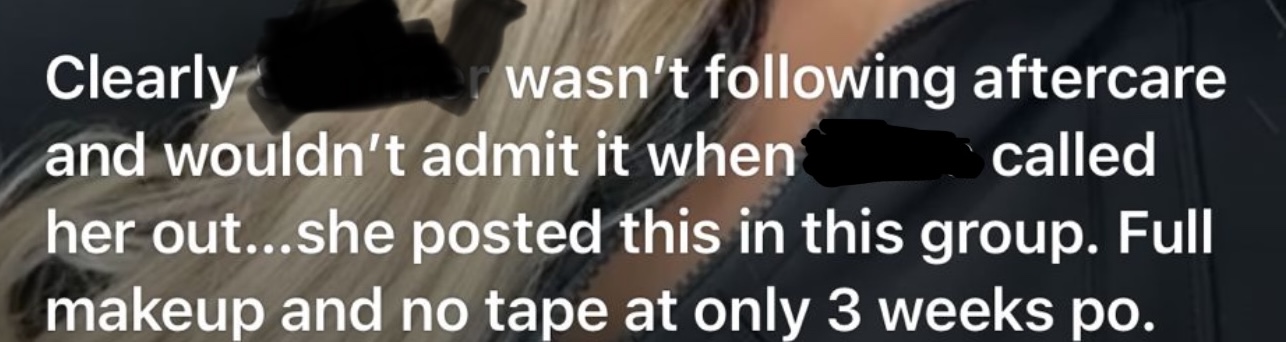 Clearly wasn't following aftercare
and wouldn't admit it when called
her out...she posted this in this group. Full
makeup and no tape at only 3 weeks po.